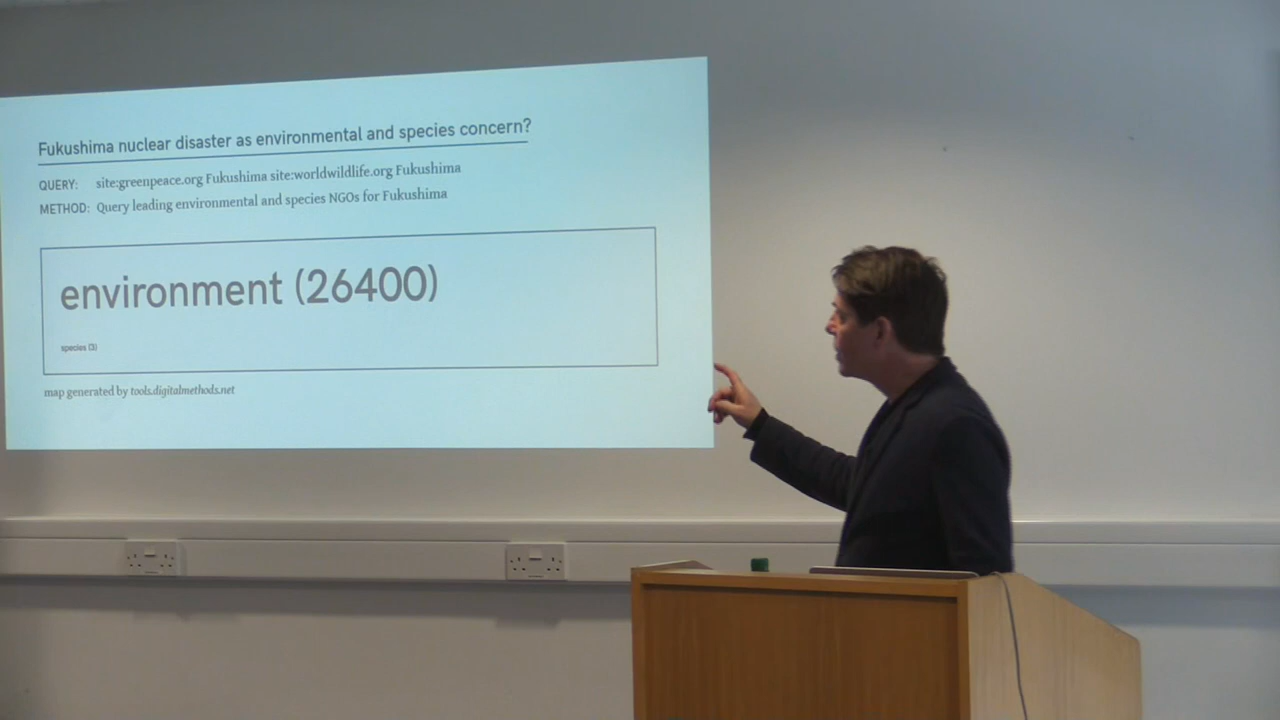 Fukushima nuclear disaster as environmental and species concern?
QUERY: site:greenpeace.org Fukushima site:worldwildlife.org Fukushima
METHOD: Query leading environmental and species NGOs for Fukushima
environment (26400)
species (3)
map generated by tools.digitalmethods.net